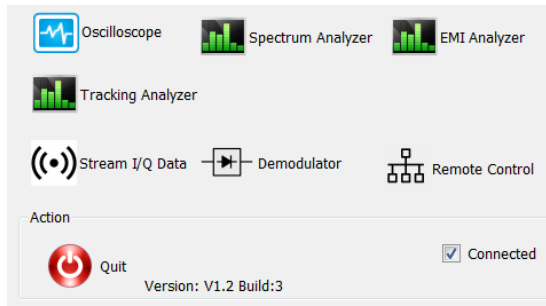 Oscilloscope
Spectrum Analyzer
EMI Analyzer
Tracking Analyzer
Stream I/Q Data
Demodulator
Remote Control
Action
Quit
Connected
Version: V1.2 Build:3